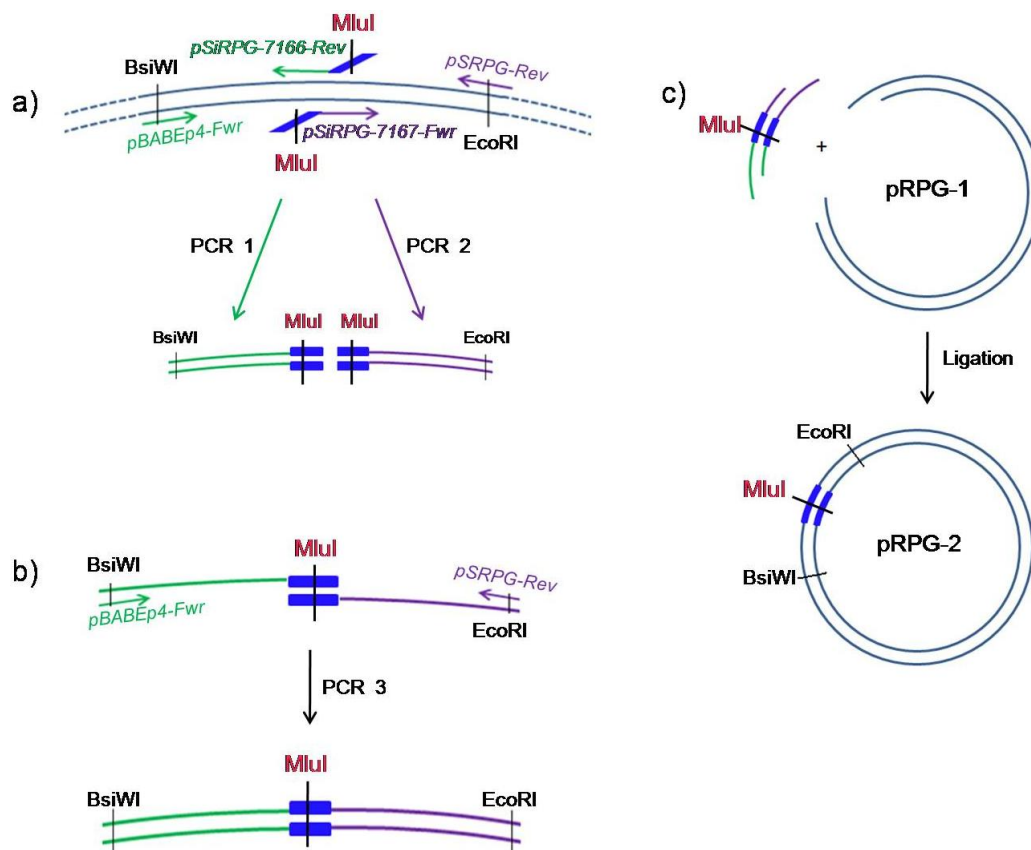 a)
MluI
pSiRPG-7166-Rev
BsiWI
pSRPG-Rev
pBABEp4-Fwr
pSiRPG-7167-Fwr
EcoRI
MluI
PCR 1
PCR 2
MluI
MluI
BsiWI
EcoRI
b)
MluI
BsiWI
pSRPG-Rev
pBABEp4-Fwr
EcoRI
PCR 3
MluI
BsiWI
EcoRI
c)
MluI
+
pRPG-1
Ligation
EcoRI
MluI
pRPG-2
BsiWI